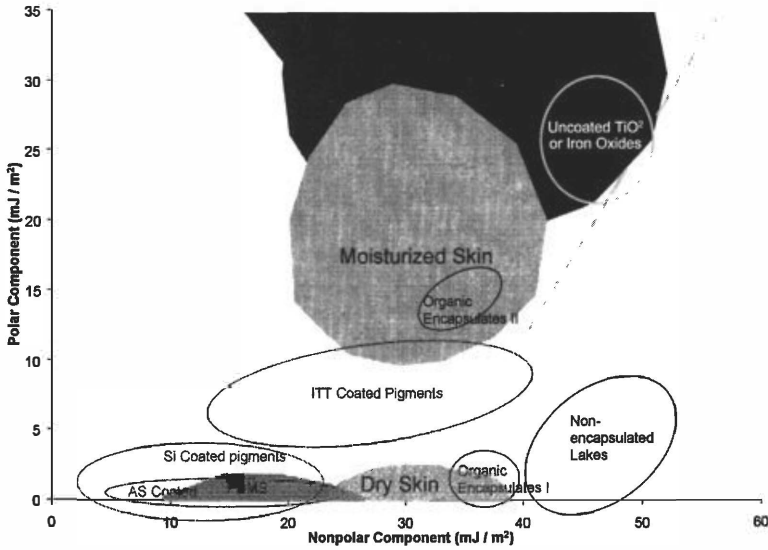 35
30
25
20
15
10
5
0
Polar Component (mJ / m²)
Uncoated TiO²
or Iron Oxides
Moisturized Skin
Organic
Encapsulates II
ITT Coated Pigments
Non-
encapsulated
Lakes
Si Coated pigments
AS Coated
Dry Skin
Organic
Encapsulates I
0
10
20
30
40
50
60
Nonpolar Component (mJ / m²)